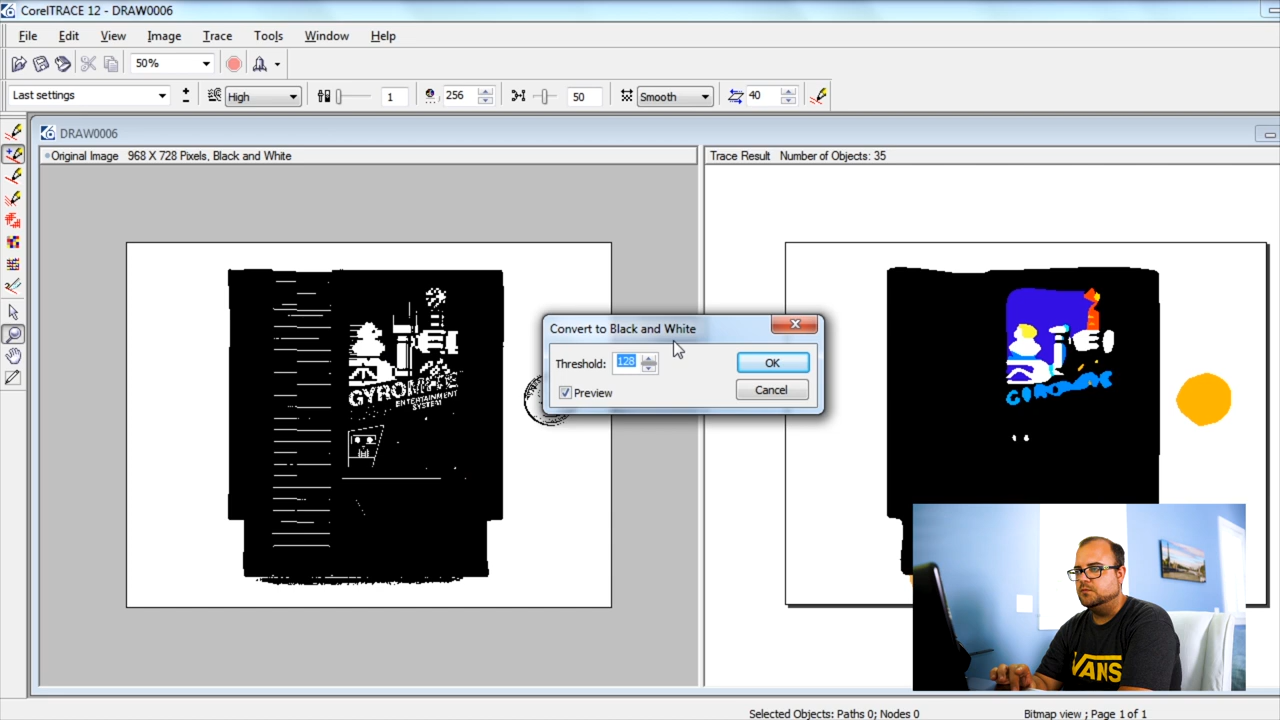 CorelTRACE 12 - DRAW0006
File Edit View Image Trace Tools Window Help
50%
Last settings High 1 256 50 Smooth 40
DRAW0006
Original Image 968 X 728 Pixels, Black and White
Trace Result Number of Objects: 35
Convert to Black and White
Threshold: 128 OK
Preview Cancel
GYROMITE
ENTERTAINMENT
SYSTEM
VANS
Selected Objects: Paths 0; Nodes 0 Bitmap view ; Page 1 of 1